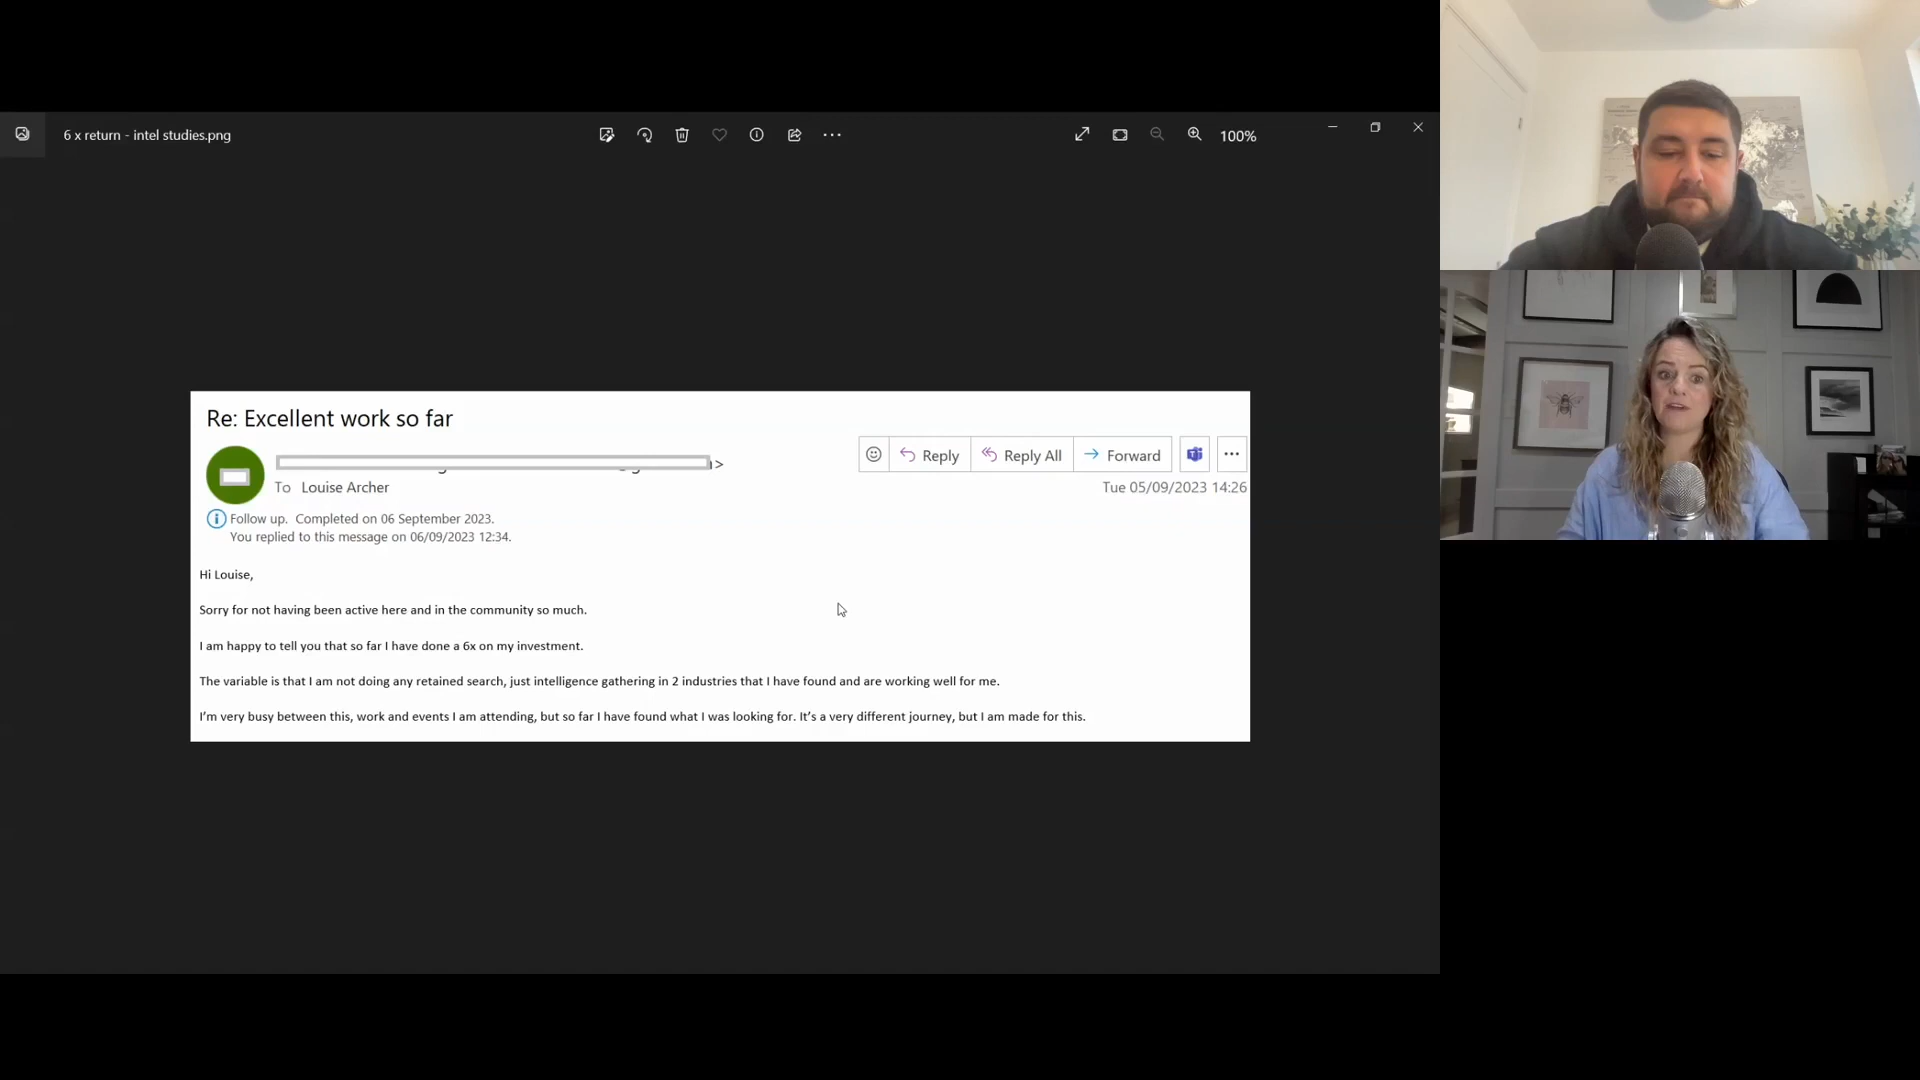 6 x return - intel studies.png
100%
Re: Excellent work so far
>
Reply
Reply All
Forward
To Louise Archer
Tue 05/09/2023 14:26
Follow up. Completed on 06 September 2023.
You replied to this message on 06/09/2023 12:34.
Hi Louise,
Sorry for not having been active here and in the community so much.
I am happy to tell you that so far I have done a 6x on my investment.
The variable is that I am not doing any retained search, just intelligence gathering in 2 industries that I have found and are working well for me.
I’m very busy between this, work and events I am attending, but so far I have found what I was looking for. It’s a very different journey, but I am made for this.